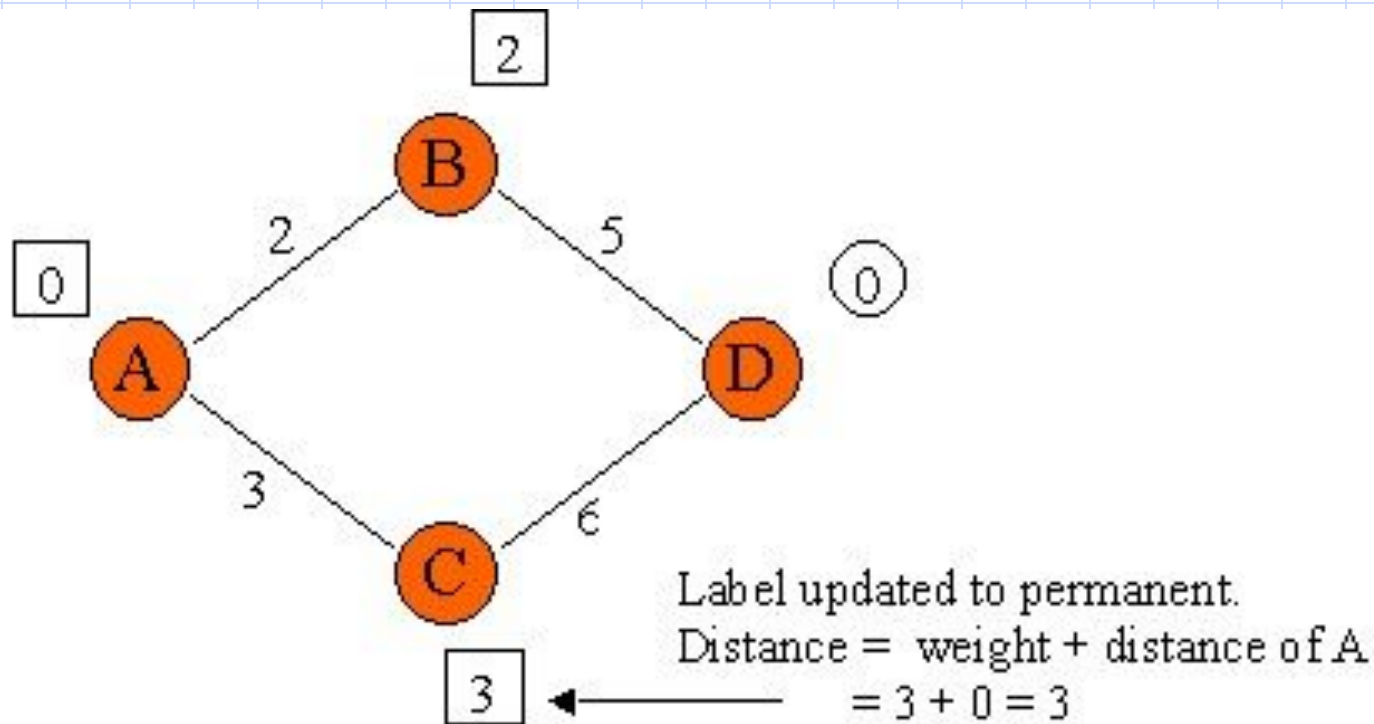 2
B
2
5
0
0
A
D
3
6
C
Label updated to permanent.
Distance = weight + distance of A
= 3 + 0 = 3
3